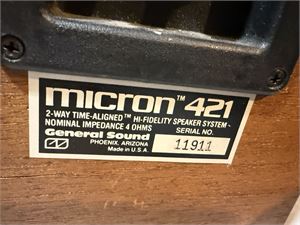 micron™ 421
2-WAY TIME-ALIGNED™ HI-FIDELITY SPEAKER SYSTEM
NOMINAL IMPEDANCE 4 OHMS SERIAL NO.
General Sound 11911
PHOENIX, ARIZONA
Made in U.S.A.